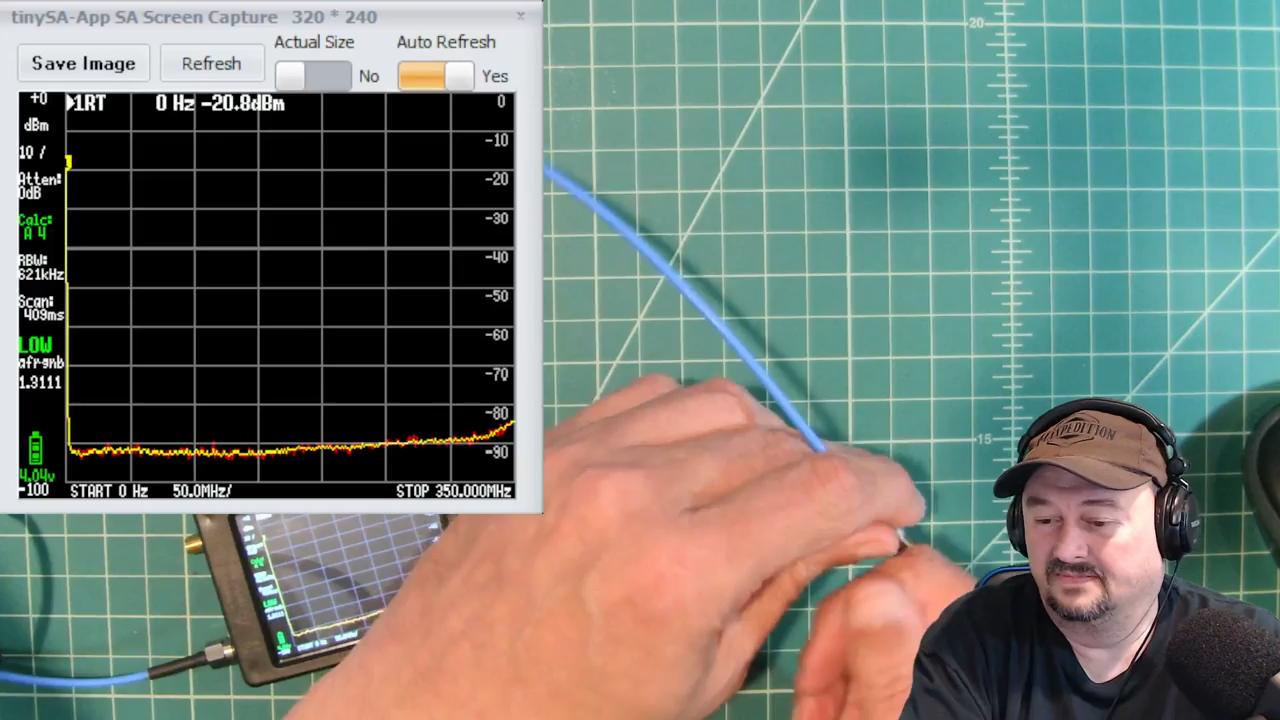 tinySA-App SA Screen Capture 320 * 240 x
Save Image Refresh Actual Size No Auto Refresh Yes
+0 1RT 0 Hz -20.8dBm 0
dBm
10 / -10
Atten: -20
0dB
Calc: -30
A 4
RBW: -40
621kHz
Scan: -50
409ms
LOW -60
afrgnb
1.9111 -70
-80
-90
4.04v
-100 START 0 Hz 50.0MHz/ STOP 350.000MHz
20
15
EXPEDITION